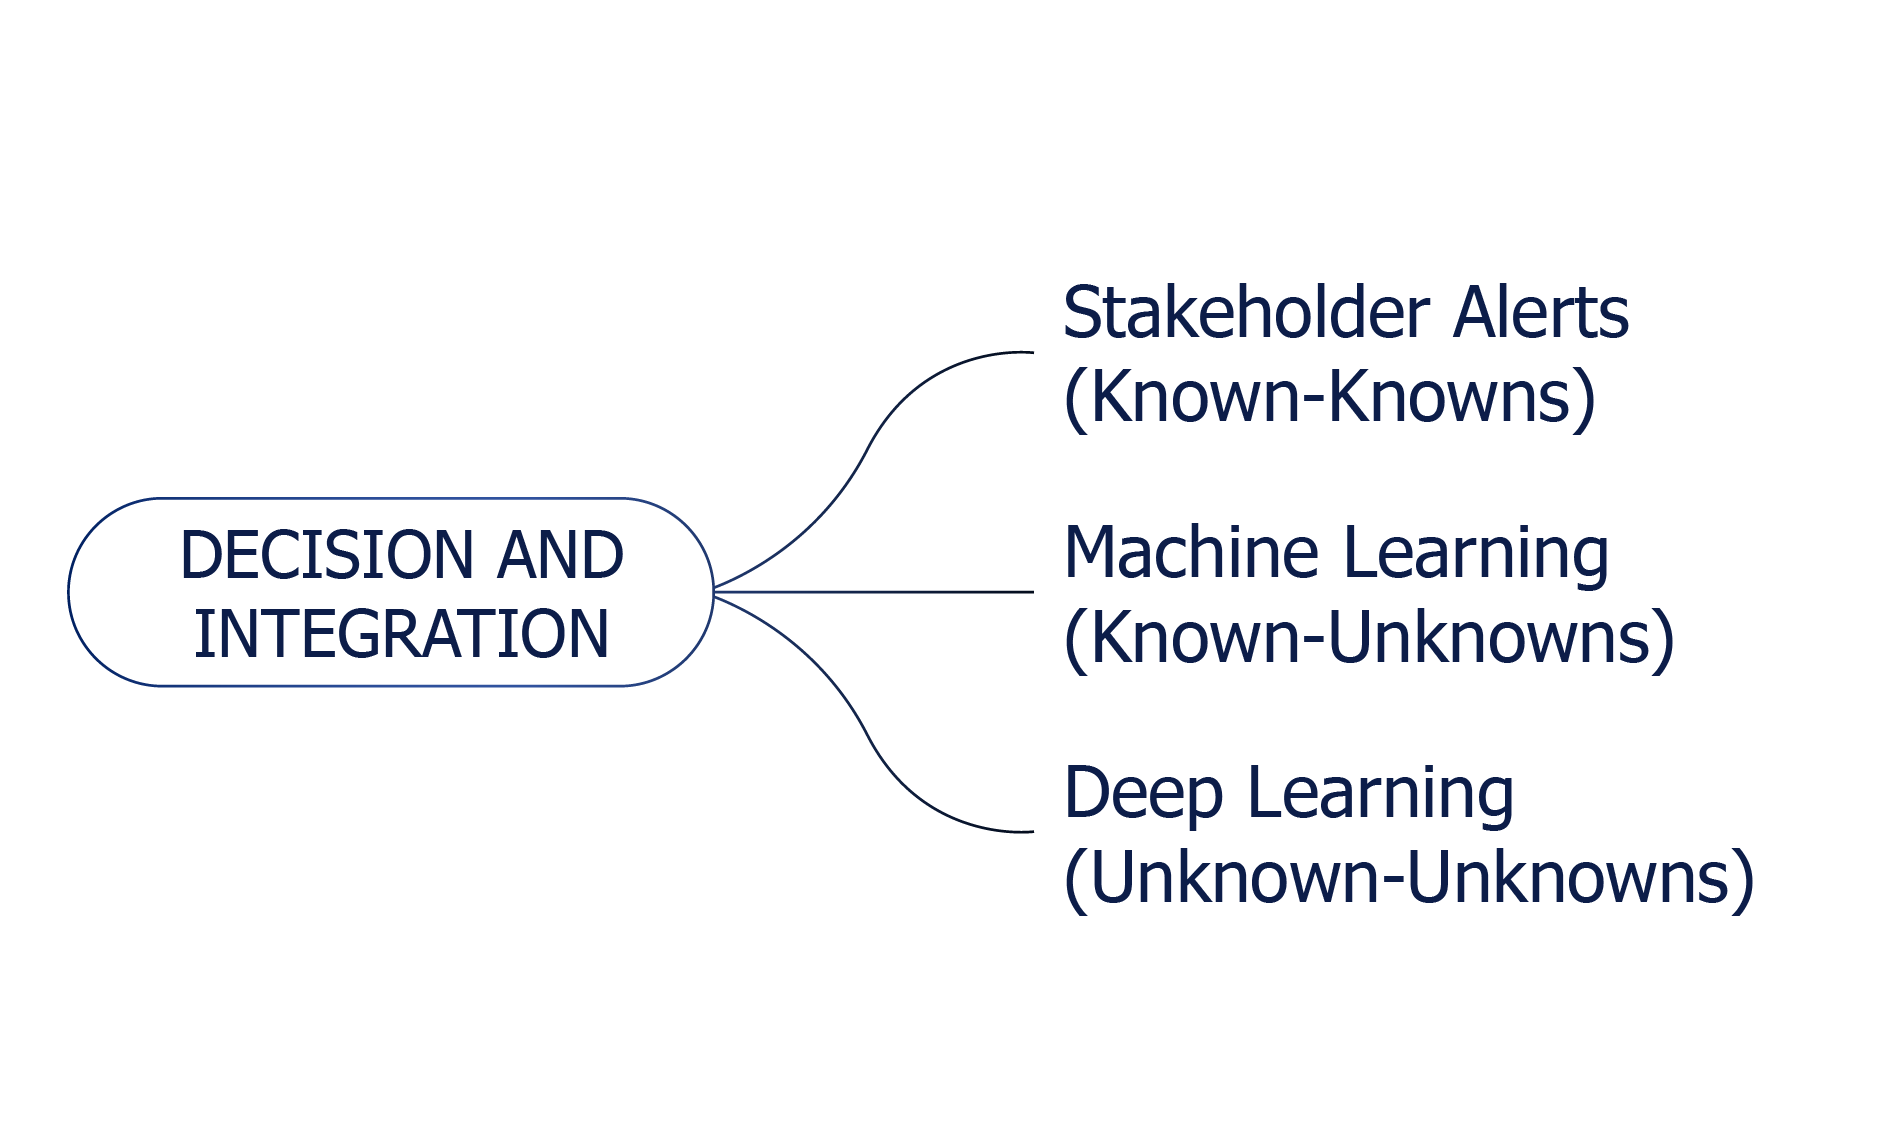 DECISION AND
INTEGRATION
Stakeholder Alerts
(Known-Knowns)
Machine Learning
(Known-Unknowns)
Deep Learning
(Unknown-Unknowns)